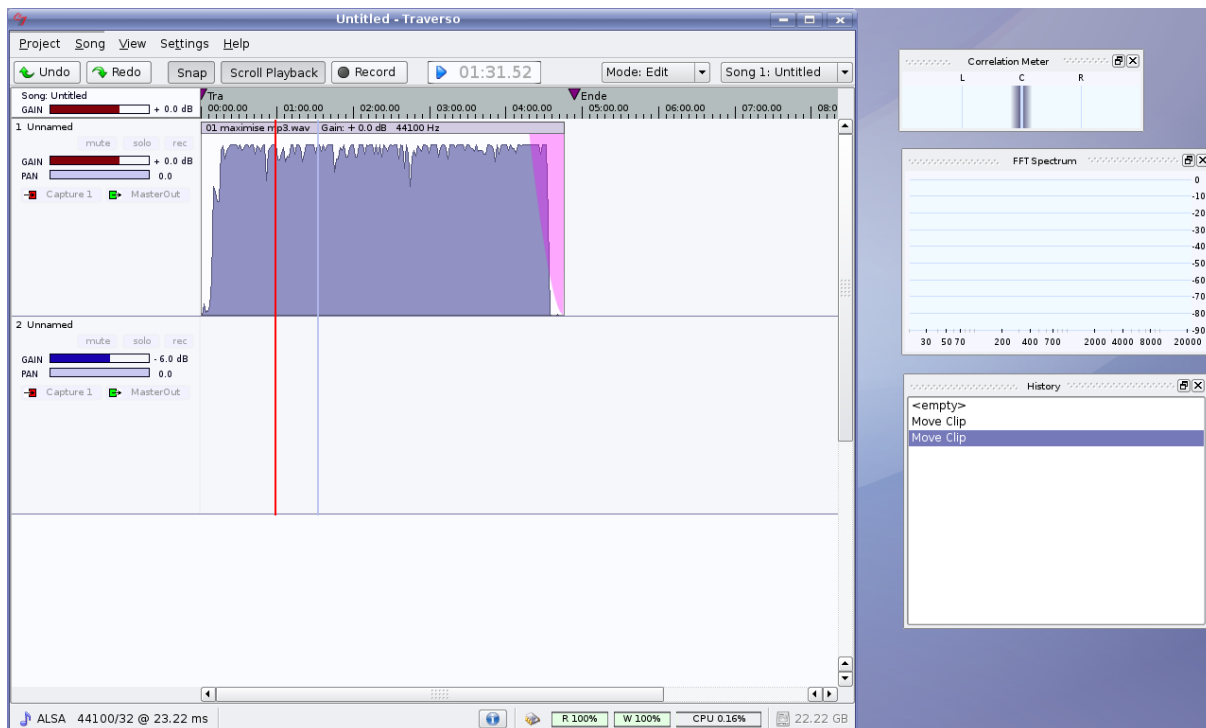 Untitled - Traverso
Project Song View Settings Help
Undo Redo Snap Scroll Playback Record 01:31.52 Mode: Edit Song 1: Untitled
Song: Untitled
GAIN + 0.0 dB
Tra Ende
00:00.00 01:00.00 02:00.00 03:00.00 04:00.00 05:00.00 06:00.00 07:00.00 08:0
1 Unnamed
mute solo rec
GAIN + 0.0 dB
PAN 0.0
Capture 1 MasterOut
01 maximise mp3.wav Gain: + 0.0 dB 44100 Hz
2 Unnamed
mute solo rec
GAIN - 6.0 dB
PAN 0.0
Capture 1 MasterOut
ALSA 44100/32 @ 23.22 ms R 100% W 100% CPU 0.16% 22.22 GB
Correlation Meter
L C R
FFT Spectrum
0
-10
-20
-30
-40
-50
-60
-70
-80
-90
30 50 70 200 400 700 2000 4000 8000 20000
History
<empty>
Move Clip
Move Clip